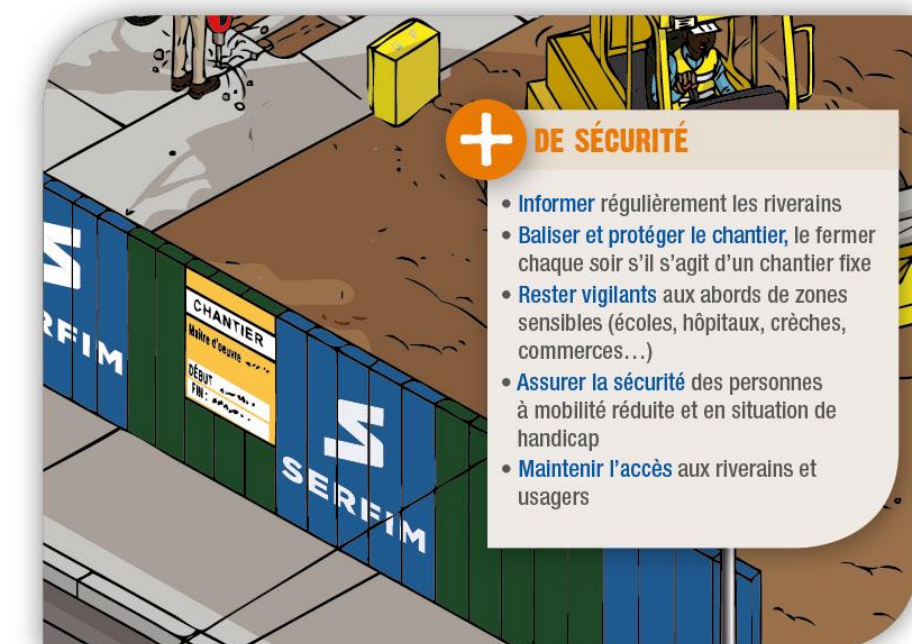 + DE SÉCURITÉ
• Informer régulièrement les riverains
• Baliser et protéger le chantier, le fermer
chaque soir s’il s’agit d’un chantier fixe
• Rester vigilants aux abords de zones
sensibles (écoles, hôpitaux, crèches,
commerces…)
• Assurer la sécurité des personnes
à mobilité réduite et en situation de
handicap
• Maintenir l’accès aux riverains et
usagers
S
RFIM
CHANTIER
Maître d'oeuvre
DÉBUT
FIN :
S
SERFIM